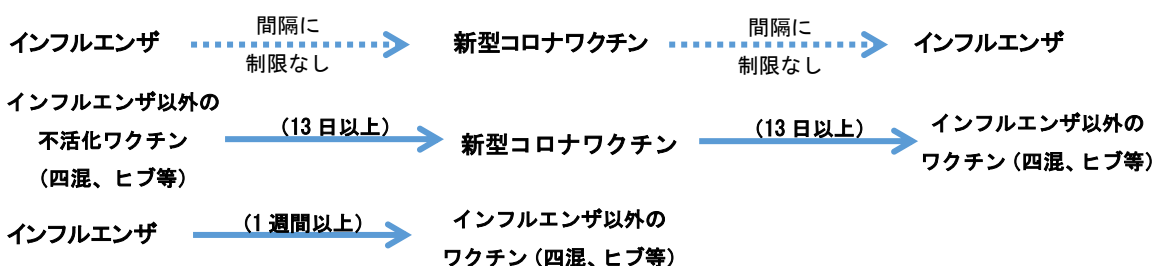 インフルエンザ
間隔に
制限なし
新型コロナワクチン
間隔に
制限なし
インフルエンザ
インフルエンザ以外の
不活化ワクチン
（四混、ヒブ等）
（13 日以上）
新型コロナワクチン
（13 日以上）
インフルエンザ以外の
ワクチン（四混、ヒブ等）
インフルエンザ
（1 週間以上）
インフルエンザ以外の
ワクチン（四混、ヒブ等）